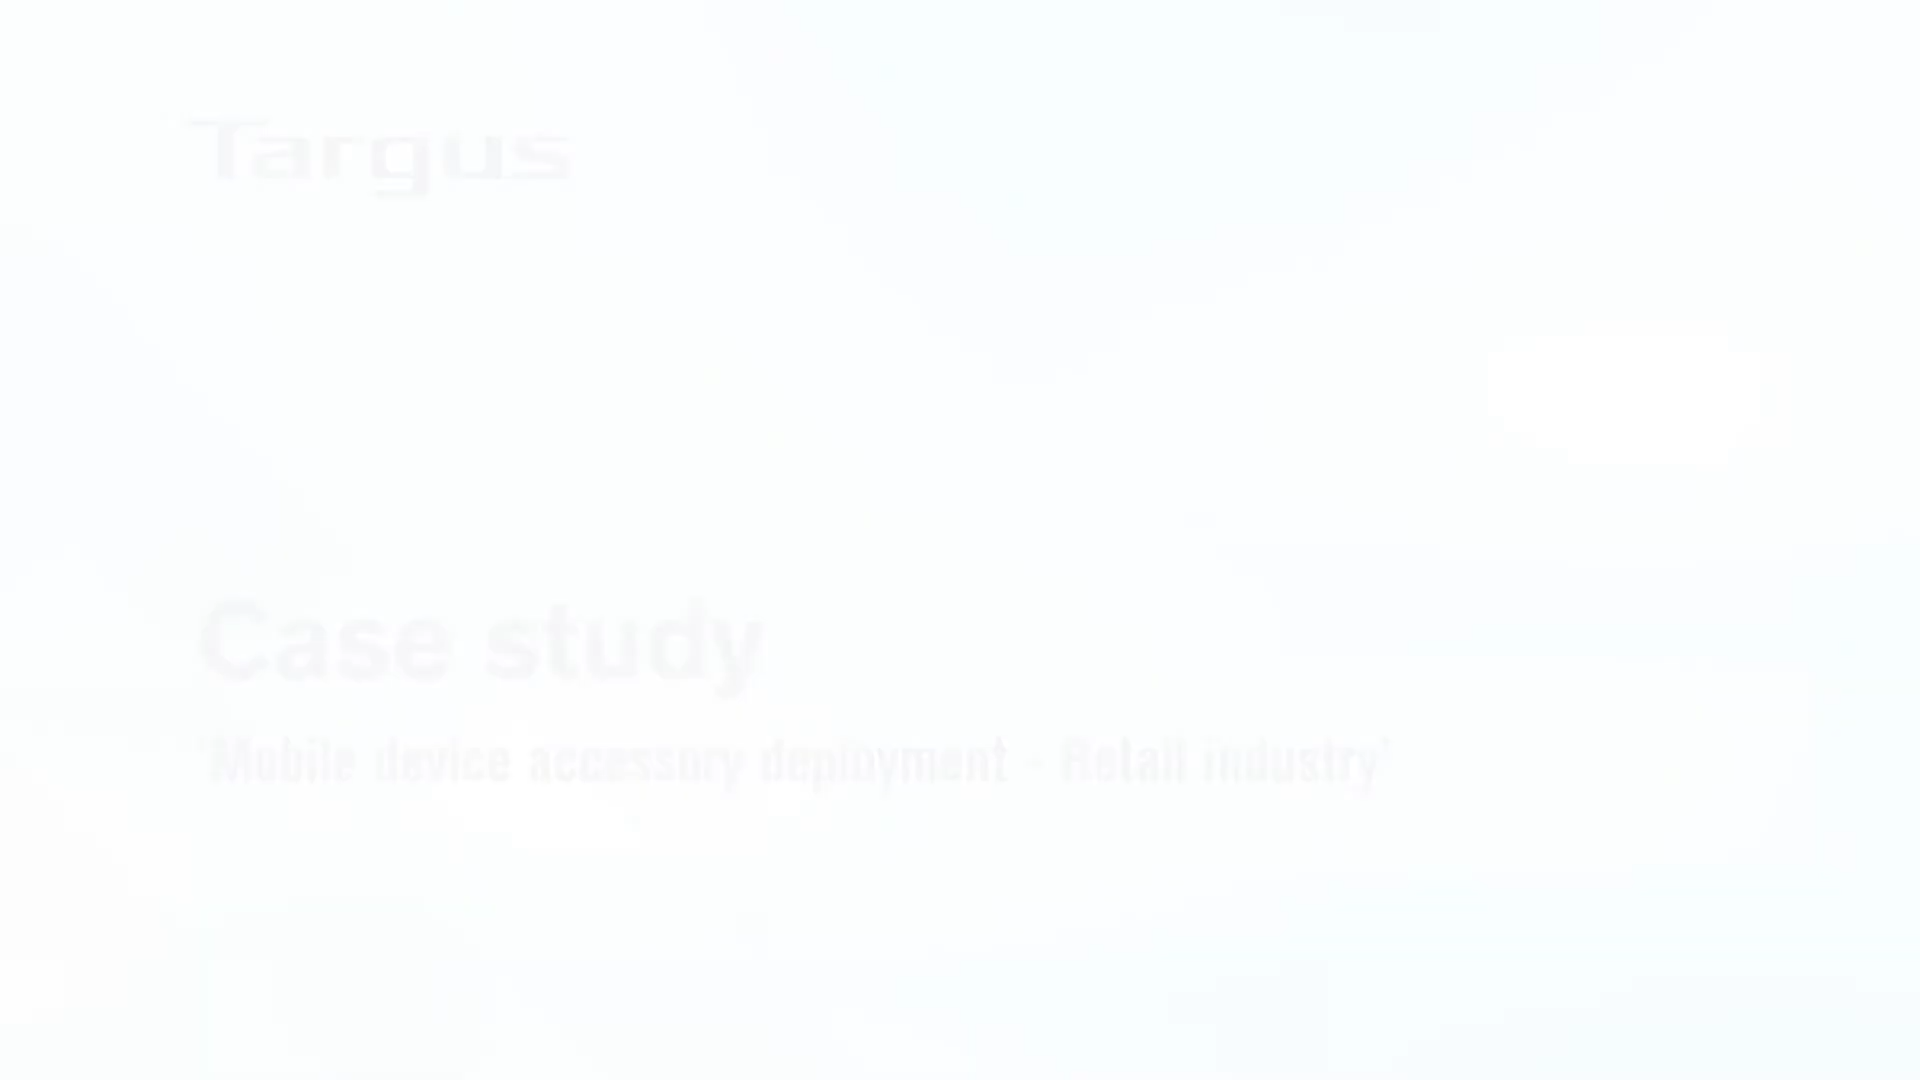 Targus
Case study
'Mobile device accessory deployment - Retail industry'